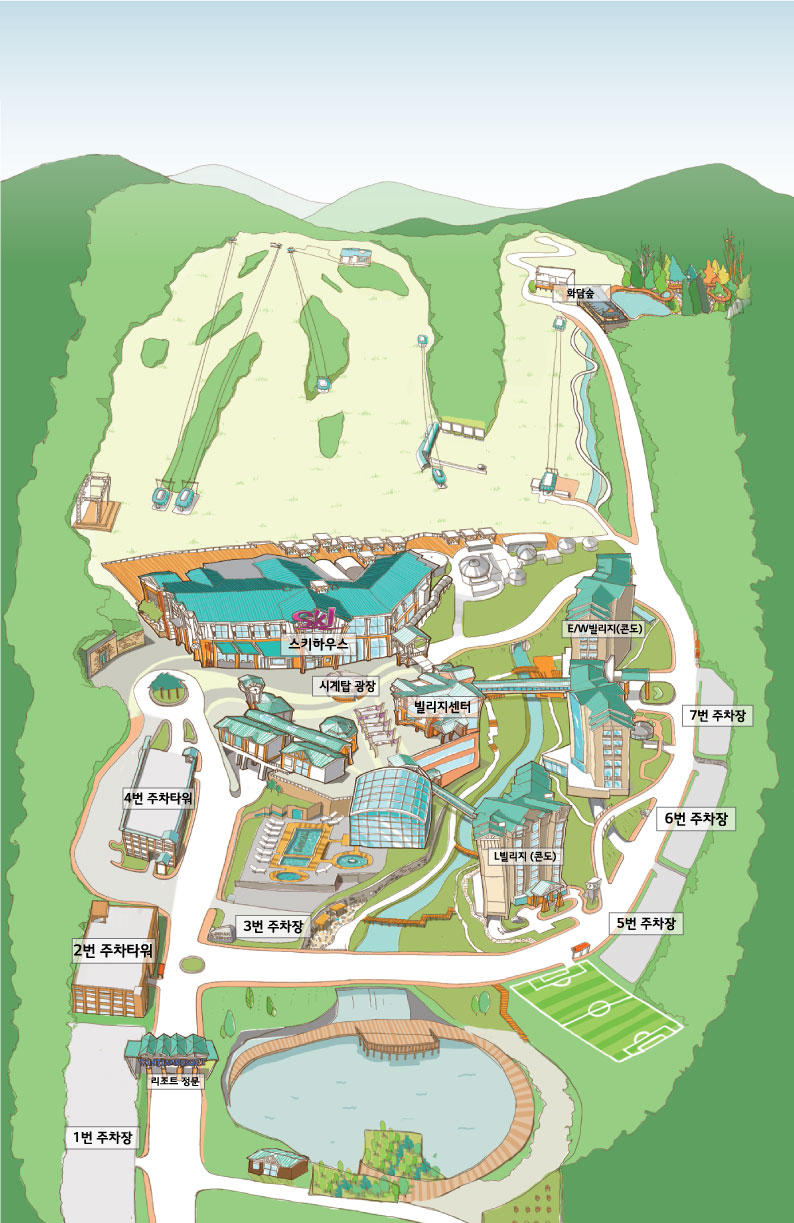 화담숲
E/W빌리지(콘도)
Ski
스키하우스
시계탑 광장
빌리지센터
7번 주차장
4번 주차타워
6번 주차장
L빌리지 (콘도)
3번 주차장
5번 주차장
2번 주차타워
리조트 정문
1번 주차장